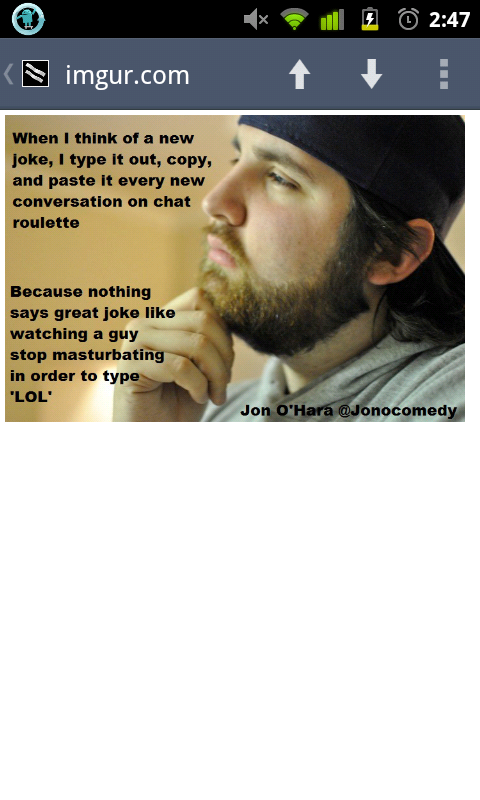 2:47
imgur.com
When I think of a new
joke, I type it out, copy,
and paste it every new
conversation on chat
roulette
Because nothing
says great joke like
watching a guy
stop masturbating
in order to type
'LOL'
Jon O'Hara @Jonocomedy